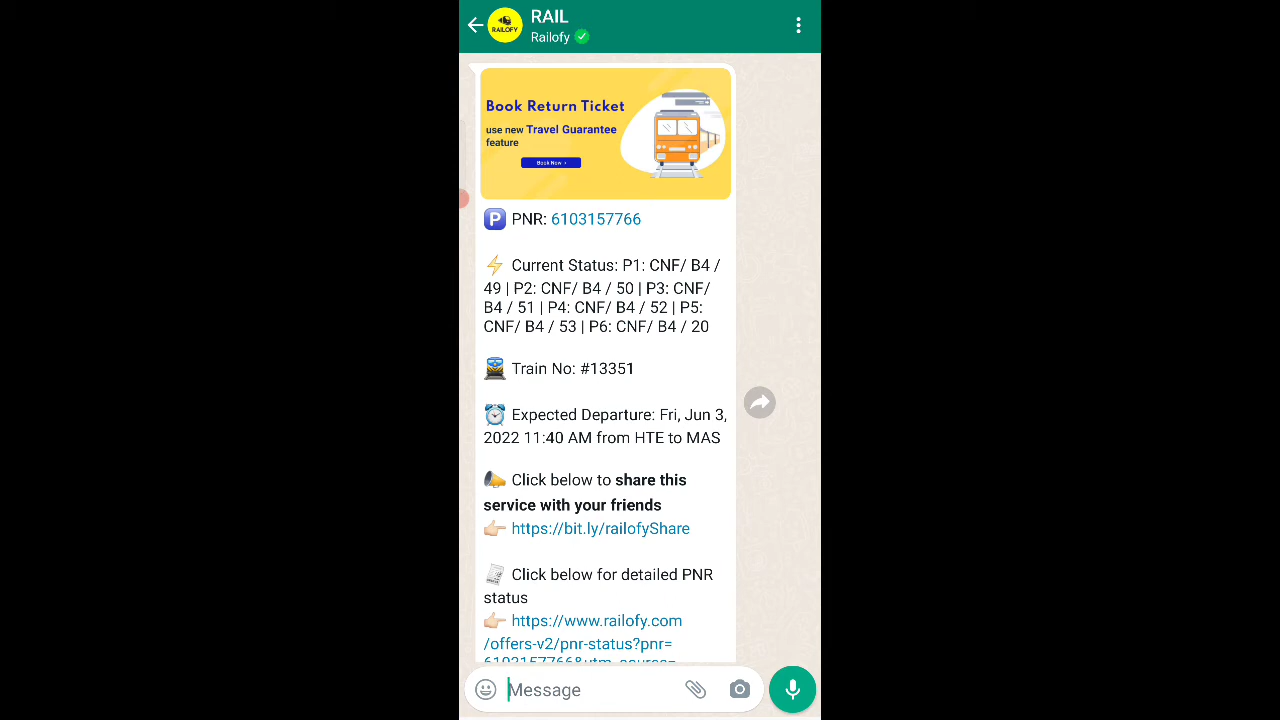 RAIL
RAILOFY
Railofy
Book Return Ticket
use new Travel Guarantee
feature
Book Now ›
P PNR: 6103157766
Current Status: P1: CNF/ B4 /
49 | P2: CNF/ B4 / 50 | P3: CNF/
B4 / 51 | P4: CNF/ B4 / 52 | P5:
CNF/ B4 / 53 | P6: CNF/ B4 / 20
Train No: #13351
Expected Departure: Fri, Jun 3,
2022 11:40 AM from HTE to MAS
Click below to share this
service with your friends
https://bit.ly/railofyShare
Click below for detailed PNR
status
https://www.railofy.com
/offers-v2/pnr-status?pnr=
6103157766&utm_source=
Message